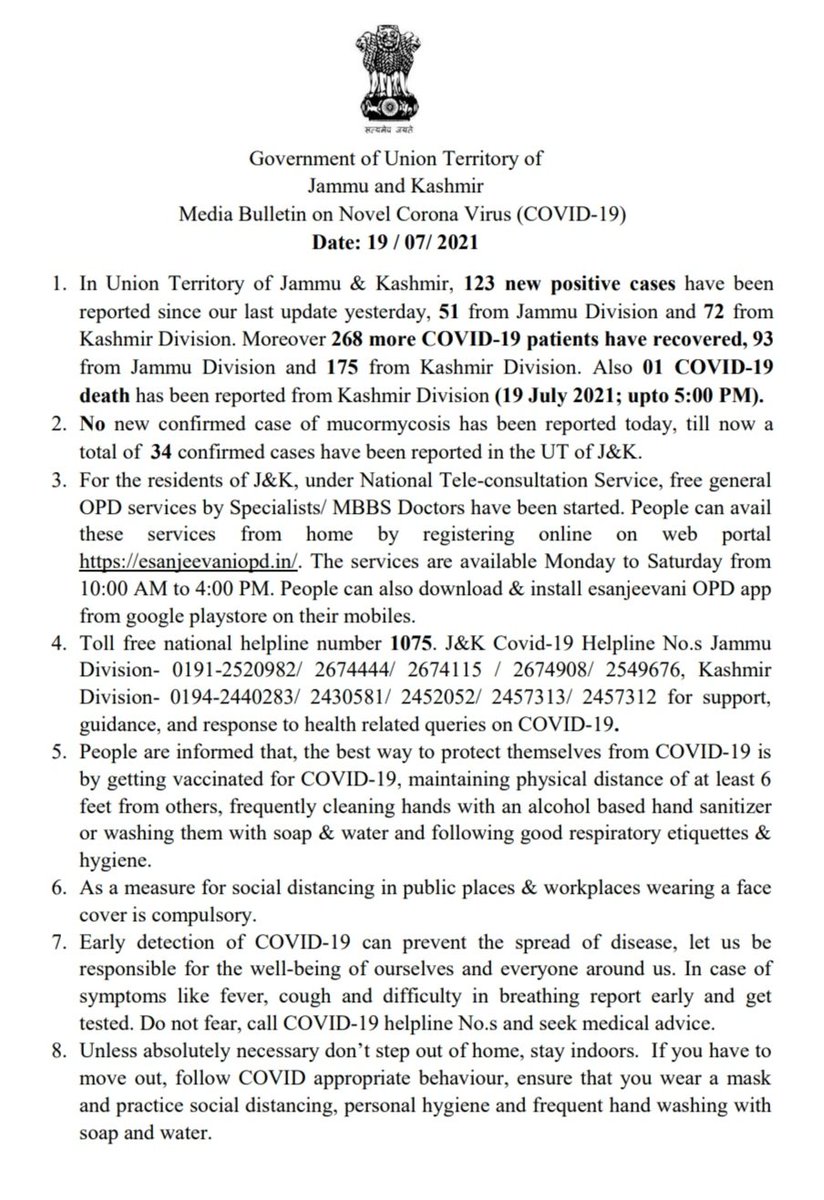 सत्यमेव जयते
Government of Union Territory of
Jammu and Kashmir
Media Bulletin on Novel Corona Virus (COVID-19)
Date: 19 / 07/ 2021
1. In Union Territory of Jammu & Kashmir, 123 new positive cases have been
reported since our last update yesterday, 51 from Jammu Division and 72 from
Kashmir Division. Moreover 268 more COVID-19 patients have recovered, 93
from Jammu Division and 175 from Kashmir Division. Also 01 COVID-19
death has been reported from Kashmir Division (19 July 2021; upto 5:00 PM).
2. No new confirmed case of mucormycosis has been reported today, till now a
total of 34 confirmed cases have been reported in the UT of J&K.
3. For the residents of J&K, under National Tele-consultation Service, free general
OPD services by Specialists/ MBBS Doctors have been started. People can avail
these services from home by registering online on web portal
https://esanjeevaniopd.in/. The services are available Monday to Saturday from
10:00 AM to 4:00 PM. People can also download & install esanjeevani OPD app
from google playstore on their mobiles.
4. Toll free national helpline number 1075. J&K Covid-19 Helpline No.s Jammu
Division- 0191-2520982/ 2674444/ 2674115 / 2674908/ 2549676, Kashmir
Division- 0194-2440283/ 2430581/ 2452052/ 2457313/ 2457312 for support,
guidance, and response to health related queries on COVID-19.
5. People are informed that, the best way to protect themselves from COVID-19 is
by getting vaccinated for COVID-19, maintaining physical distance of at least 6
feet from others, frequently cleaning hands with an alcohol based hand sanitizer
or washing them with soap & water and following good respiratory etiquettes &
hygiene.
6. As a measure for social distancing in public places & workplaces wearing a face
cover is compulsory.
7. Early detection of COVID-19 can prevent the spread of disease, let us be
responsible for the well-being of ourselves and everyone around us. In case of
symptoms like fever, cough and difficulty in breathing report early and get
tested. Do not fear, call COVID-19 helpline No.s and seek medical advice.
8. Unless absolutely necessary don’t step out of home, stay indoors. If you have to
move out, follow COVID appropriate behaviour, ensure that you wear a mask
and practice social distancing, personal hygiene and frequent hand washing with
soap and water.